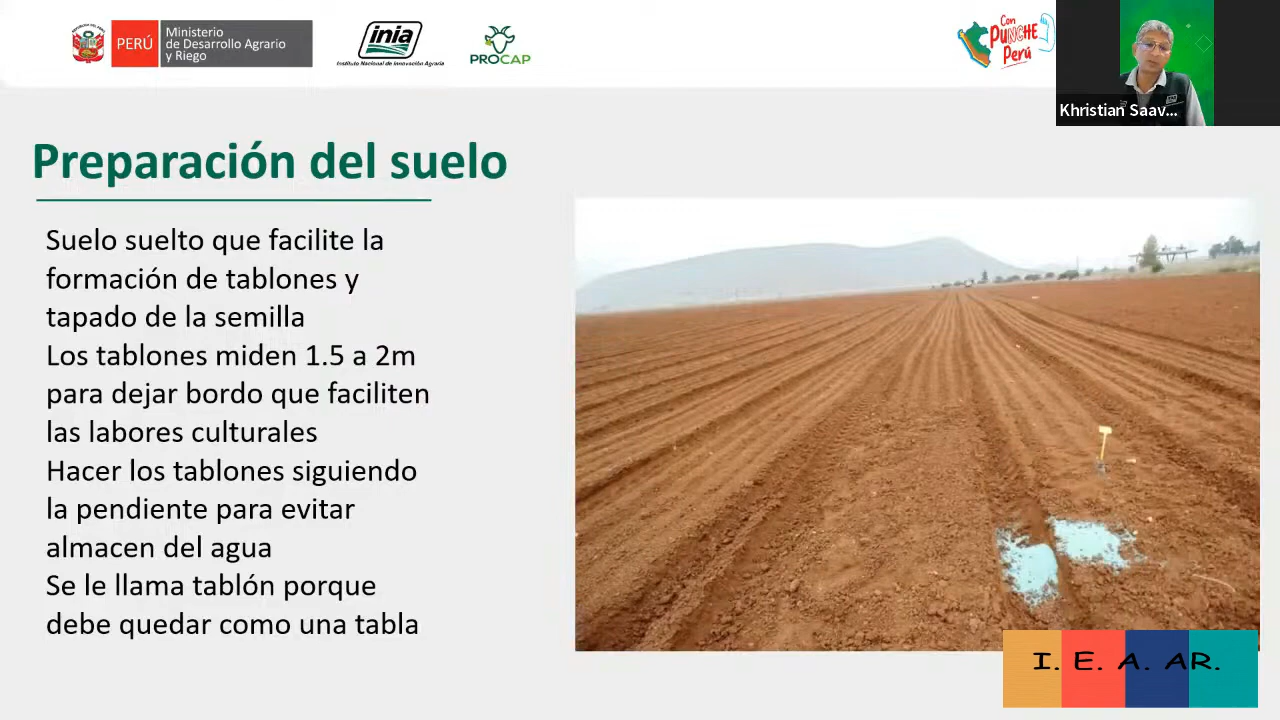 PERÚ
Ministerio
de Desarrollo Agrario
y Riego
inia
Instituto Nacional de Innovación Agraria
PROCAP
Con
PUNCHE
Perú
Khristian Saav...
Preparación del suelo
Suelo suelto que facilite la
formación de tablones y
tapado de la semilla
Los tablones miden 1.5 a 2m
para dejar bordo que faciliten
las labores culturales
Hacer los tablones siguiendo
la pendiente para evitar
almacen del agua
Se le llama tablón porque
debe quedar como una tabla
I. E. A. AR.